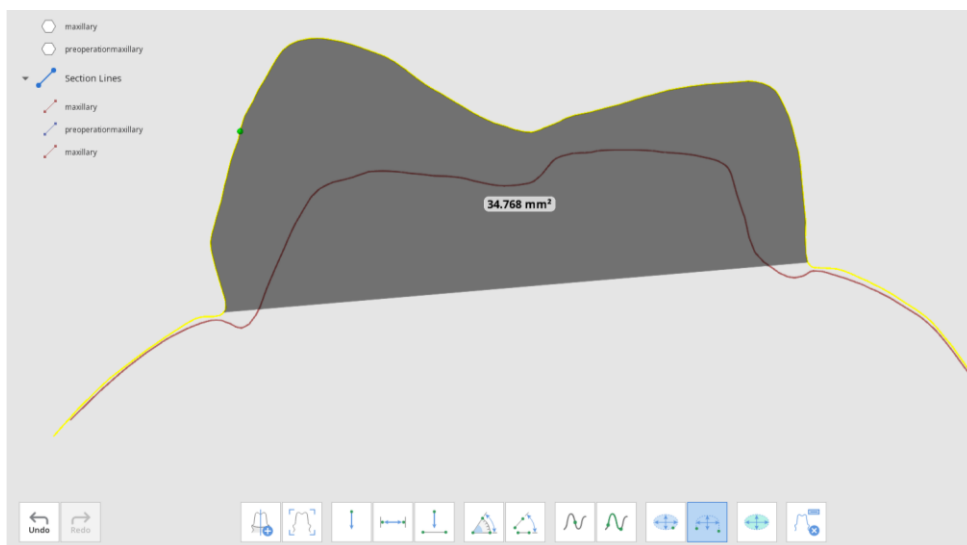 maxillary
preoperationmaxillary
Section Lines
maxillary
preoperationmaxillary
maxillary
34.768 mm²
Undo
Redo